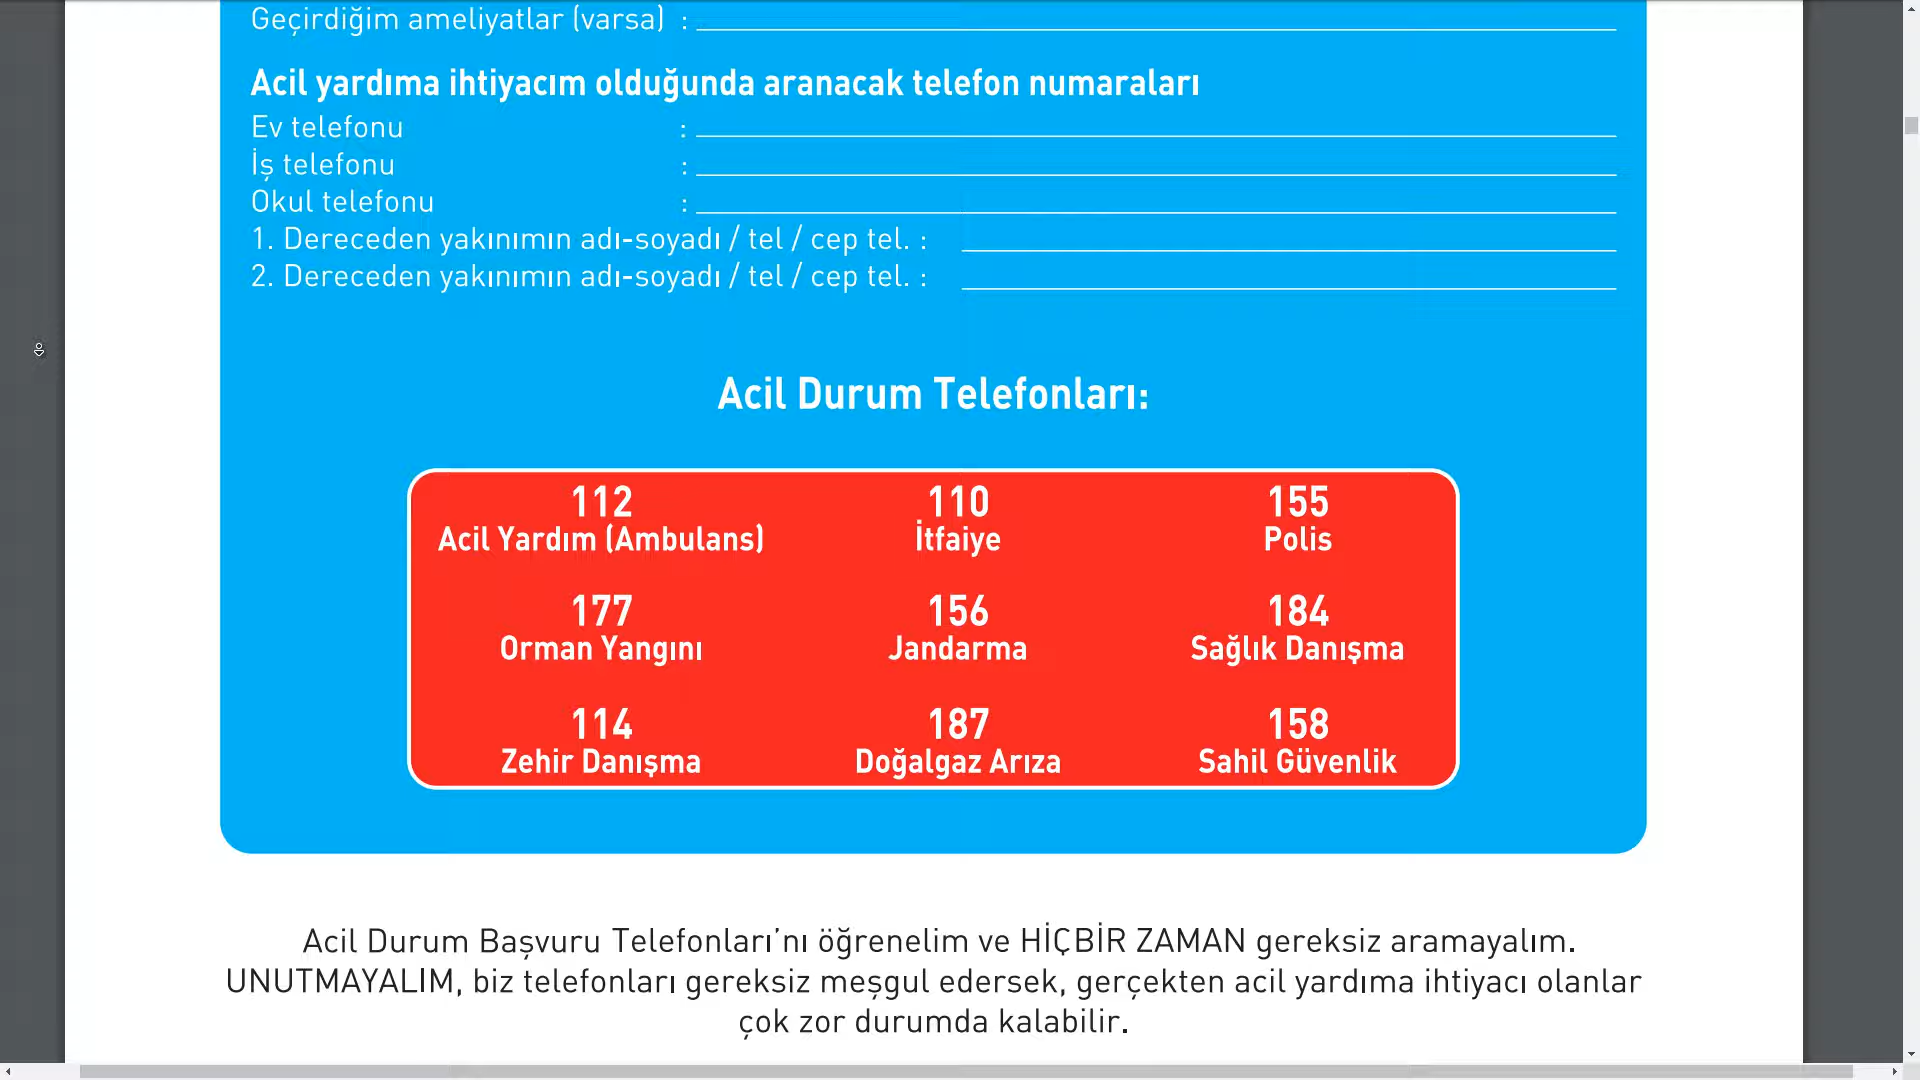 Geçirdiğim ameliyatlar (varsa) :
Acil yardıma ihtiyacım olduğunda aranacak telefon numaraları
Ev telefonu :
İş telefonu :
Okul telefonu :
1. Dereceden yakınımın adı-soyadı / tel / cep tel. :
2. Dereceden yakınımın adı-soyadı / tel / cep tel. :
Acil Durum Telefonları:
112 110 155
Acil Yardım (Ambulans) İtfaiye Polis
177 156 184
Orman Yangını Jandarma Sağlık Danışma
114 187 158
Zehir Danışma Doğalgaz Arıza Sahil Güvenlik
Acil Durum Başvuru Telefonları’nı öğrenelim ve HİÇBİR ZAMAN gereksiz aramayalım.
UNUTMAYALIM, biz telefonları gereksiz meşgul edersek, gerçekten acil yardıma ihtiyacı olanlar
çok zor durumda kalabilir.